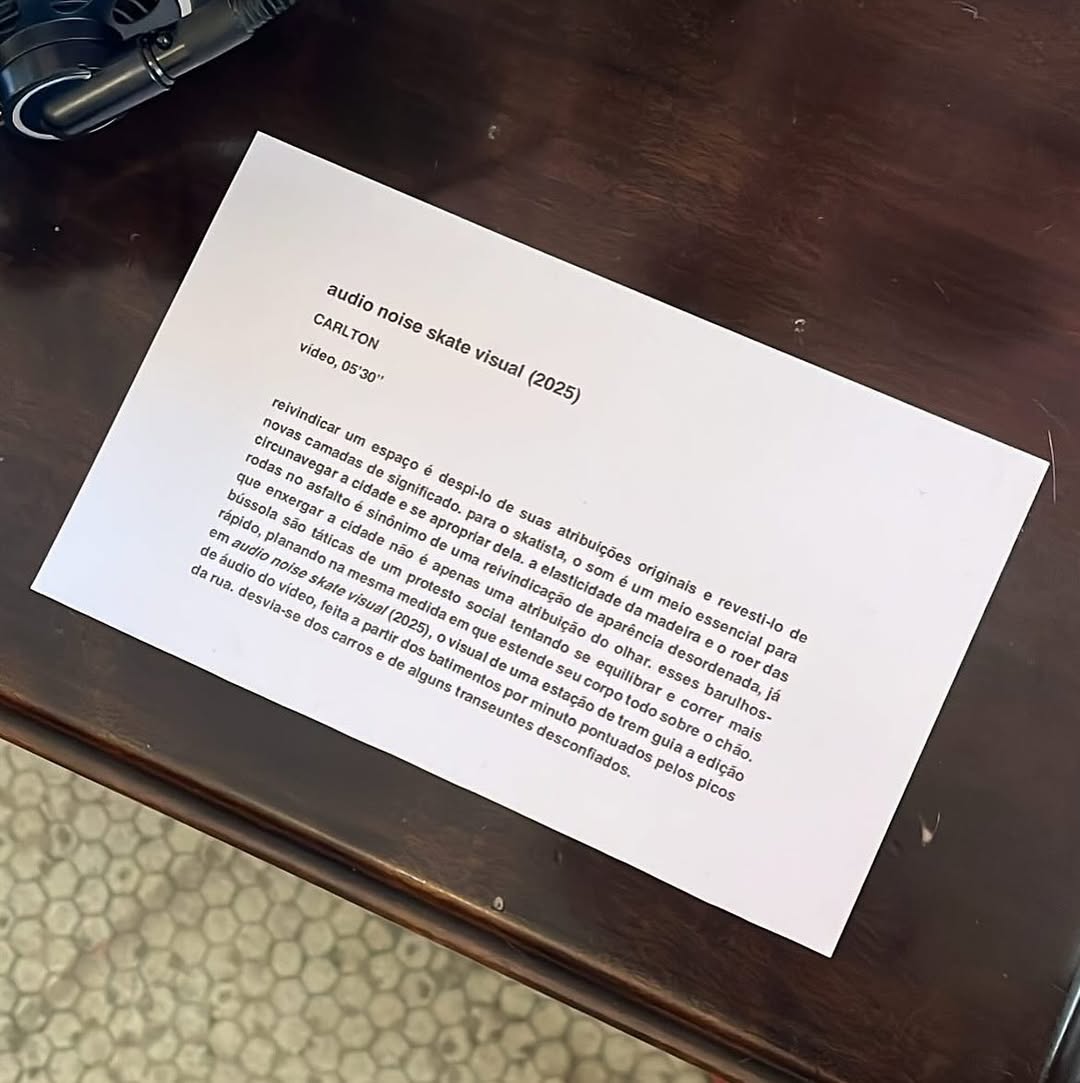 audio noise skate visual (2025)
CARLTON
vídeo, 05'30''
reivindicar um espaço é despi-lo de suas atribuições originais e revesti-lo de
novas camadas de significado. para o skatista, o som é um meio essencial para
circunavegar a cidade e se apropriar dela. a elasticidade da madeira e o roer das
rodas no asfalto é sinônimo de uma reivindicação de aparência desordenada, já
que enxergar a cidade não é apenas uma atribuição do olhar. esses barulhos-
bússola são táticas de um protesto social tentando se equilibrar e correr mais
rápido, planando na mesma medida em que estende seu corpo todo sobre o chão.
em audio noise skate visual (2025), o visual de uma estação de trem guia a edição
de áudio do vídeo, feita a partir dos batimentos por minuto pontuados pelos picos
da rua. desvia-se dos carros e de alguns transeuntes desconfiados.